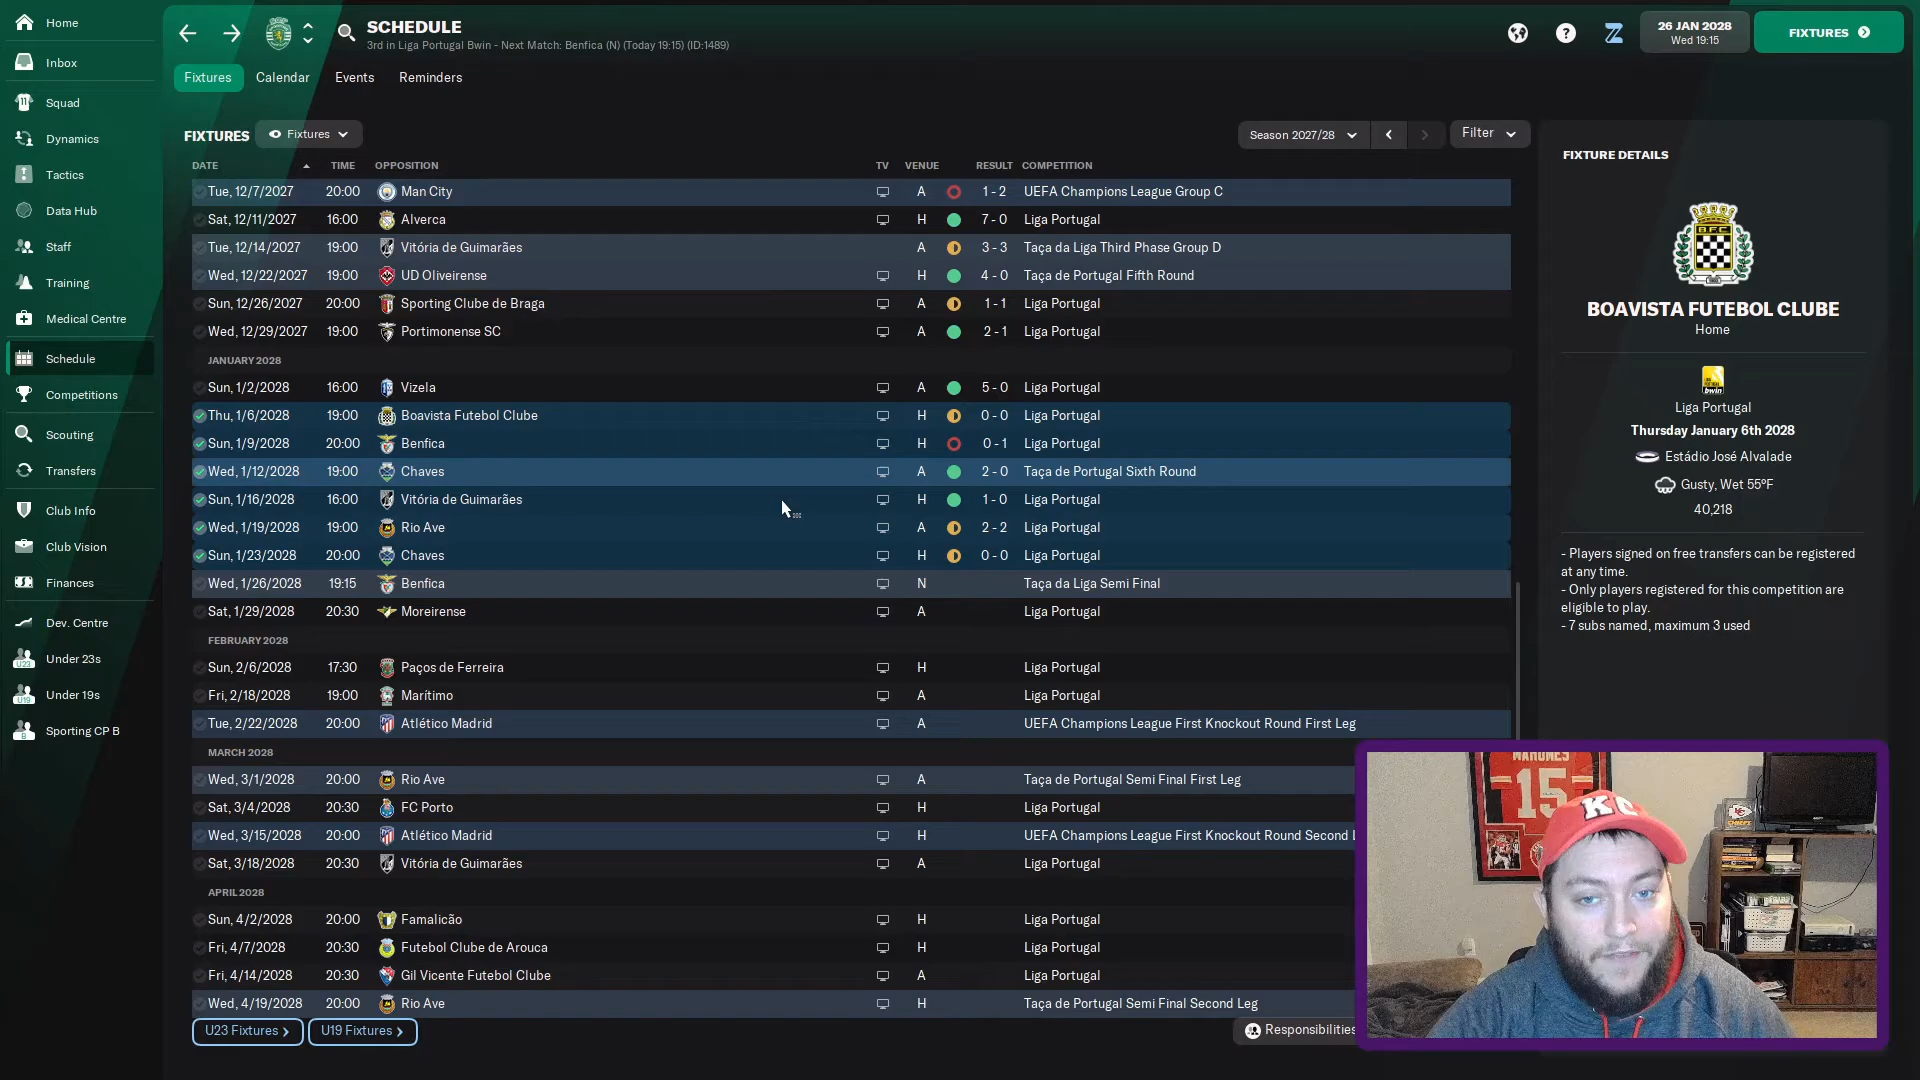 Home
Inbox
Squad
Dynamics
Tactics
Data Hub
Staff
Training
Medical Centre
Schedule
Competitions
Scouting
Transfers
Club Info
Club Vision
Finances
Dev. Centre
Under 23s
Under 19s
Sporting CP B
SCHEDULE
3rd in Liga Portugal Bwin - Next Match: Benfica (N) (Today 19:15) (ID:1489)
26 JAN 2028
Wed 19:15
FIXTURES
Fixtures Calendar Events Reminders
FIXTURES Fixtures
Season 2027/28 Filter
DATE TIME OPPOSITION TV VENUE RESULT COMPETITION
Tue, 12/7/2027 20:00 Man City A 1 - 2 UEFA Champions League Group C
Sat, 12/11/2027 16:00 Alverca H 7 - 0 Liga Portugal
Tue, 12/14/2027 19:00 Vitória de Guimarães A 3 - 3 Taça da Liga Third Phase Group D
Wed, 12/22/2027 19:00 UD Oliveirense H 4 - 0 Taça de Portugal Fifth Round
Sun, 12/26/2027 20:00 Sporting Clube de Braga A 1 - 1 Liga Portugal
Wed, 12/29/2027 19:00 Portimonense SC A 2 - 1 Liga Portugal
JANUARY 2028
Sun, 1/2/2028 16:00 Vizela A 5 - 0 Liga Portugal
Thu, 1/6/2028 19:00 Boavista Futebol Clube H 0 - 0 Liga Portugal
Sun, 1/9/2028 20:00 Benfica H 0 - 1 Liga Portugal
Wed, 1/12/2028 19:00 Chaves A 2 - 0 Taça de Portugal Sixth Round
Sun, 1/16/2028 16:00 Vitória de Guimarães H 1 - 0 Liga Portugal
Wed, 1/19/2028 19:00 Rio Ave A 2 - 2 Liga Portugal
Sun, 1/23/2028 20:00 Chaves H 0 - 0 Liga Portugal
Wed, 1/26/2028 19:15 Benfica N Taça da Liga Semi Final
Sat, 1/29/2028 20:30 Moreirense A Liga Portugal
FEBRUARY 2028
Sun, 2/6/2028 17:30 Paços de Ferreira H Liga Portugal
Fri, 2/18/2028 19:00 Marítimo A Liga Portugal
Tue, 2/22/2028 20:00 Atlético Madrid A UEFA Champions League First Knockout Round First Leg
MARCH 2028
Wed, 3/1/2028 20:00 Rio Ave A Taça de Portugal Semi Final First Leg
Sat, 3/4/2028 20:30 FC Porto H Liga Portugal
Wed, 3/15/2028 20:00 Atlético Madrid H UEFA Champions League First Knockout Round Second L
Sat, 3/18/2028 20:30 Vitória de Guimarães A Liga Portugal
APRIL 2028
Sun, 4/2/2028 20:00 Famalicão H Liga Portugal
Fri, 4/7/2028 20:30 Futebol Clube de Arouca H Liga Portugal
Fri, 4/14/2028 20:30 Gil Vicente Futebol Clube A Liga Portugal
Wed, 4/19/2028 20:00 Rio Ave H Taça de Portugal Semi Final Second Leg
U23 Fixtures U19 Fixtures Responsibilities
FIXTURE DETAILS
BFC
BOAVISTA FUTEBOL CLUBE
Home
bwin
Liga Portugal
Thursday January 6th 2028
Estádio José Alvalade
Gusty, Wet 55°F
40,218
- Players signed on free transfers can be registered
at any time.
- Only players registered for this competition are
eligible to play.
- 7 subs named, maximum 3 used
MAHOMES
15
KC
CHIEFS